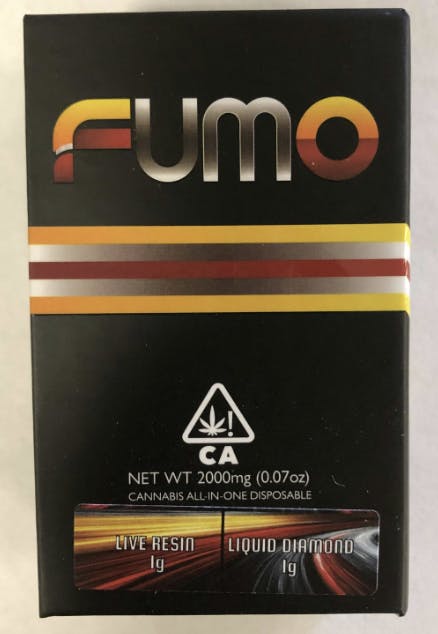 FUMO
CA
NET WT 2000mg (0.07oz)
CANNABIS ALL-IN-ONE DISPOSABLE
LIVE RESIN
1g
LIQUID DIAMOND
1g